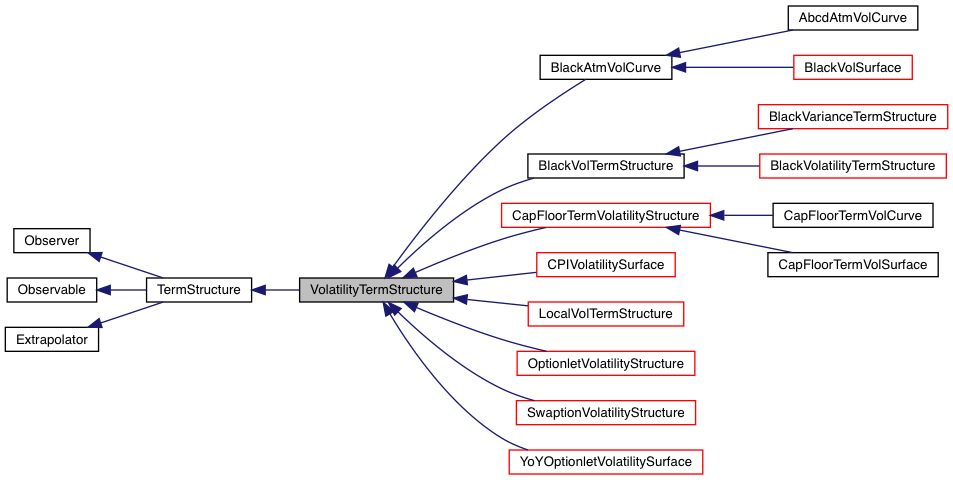 AbcdAtmVolCurve
BlackAtmVolCurve
BlackVolSurface
BlackVarianceTermStructure
BlackVolTermStructure
BlackVolatilityTermStructure
CapFloorTermVolatilityStructure
CapFloorTermVolCurve
Observer
CPIVolatilitySurface
CapFloorTermVolSurface
Observable
TermStructure
VolatilityTermStructure
LocalVolTermStructure
Extrapolator
OptionletVolatilityStructure
SwaptionVolatilityStructure
YoYOptionletVolatilitySurface